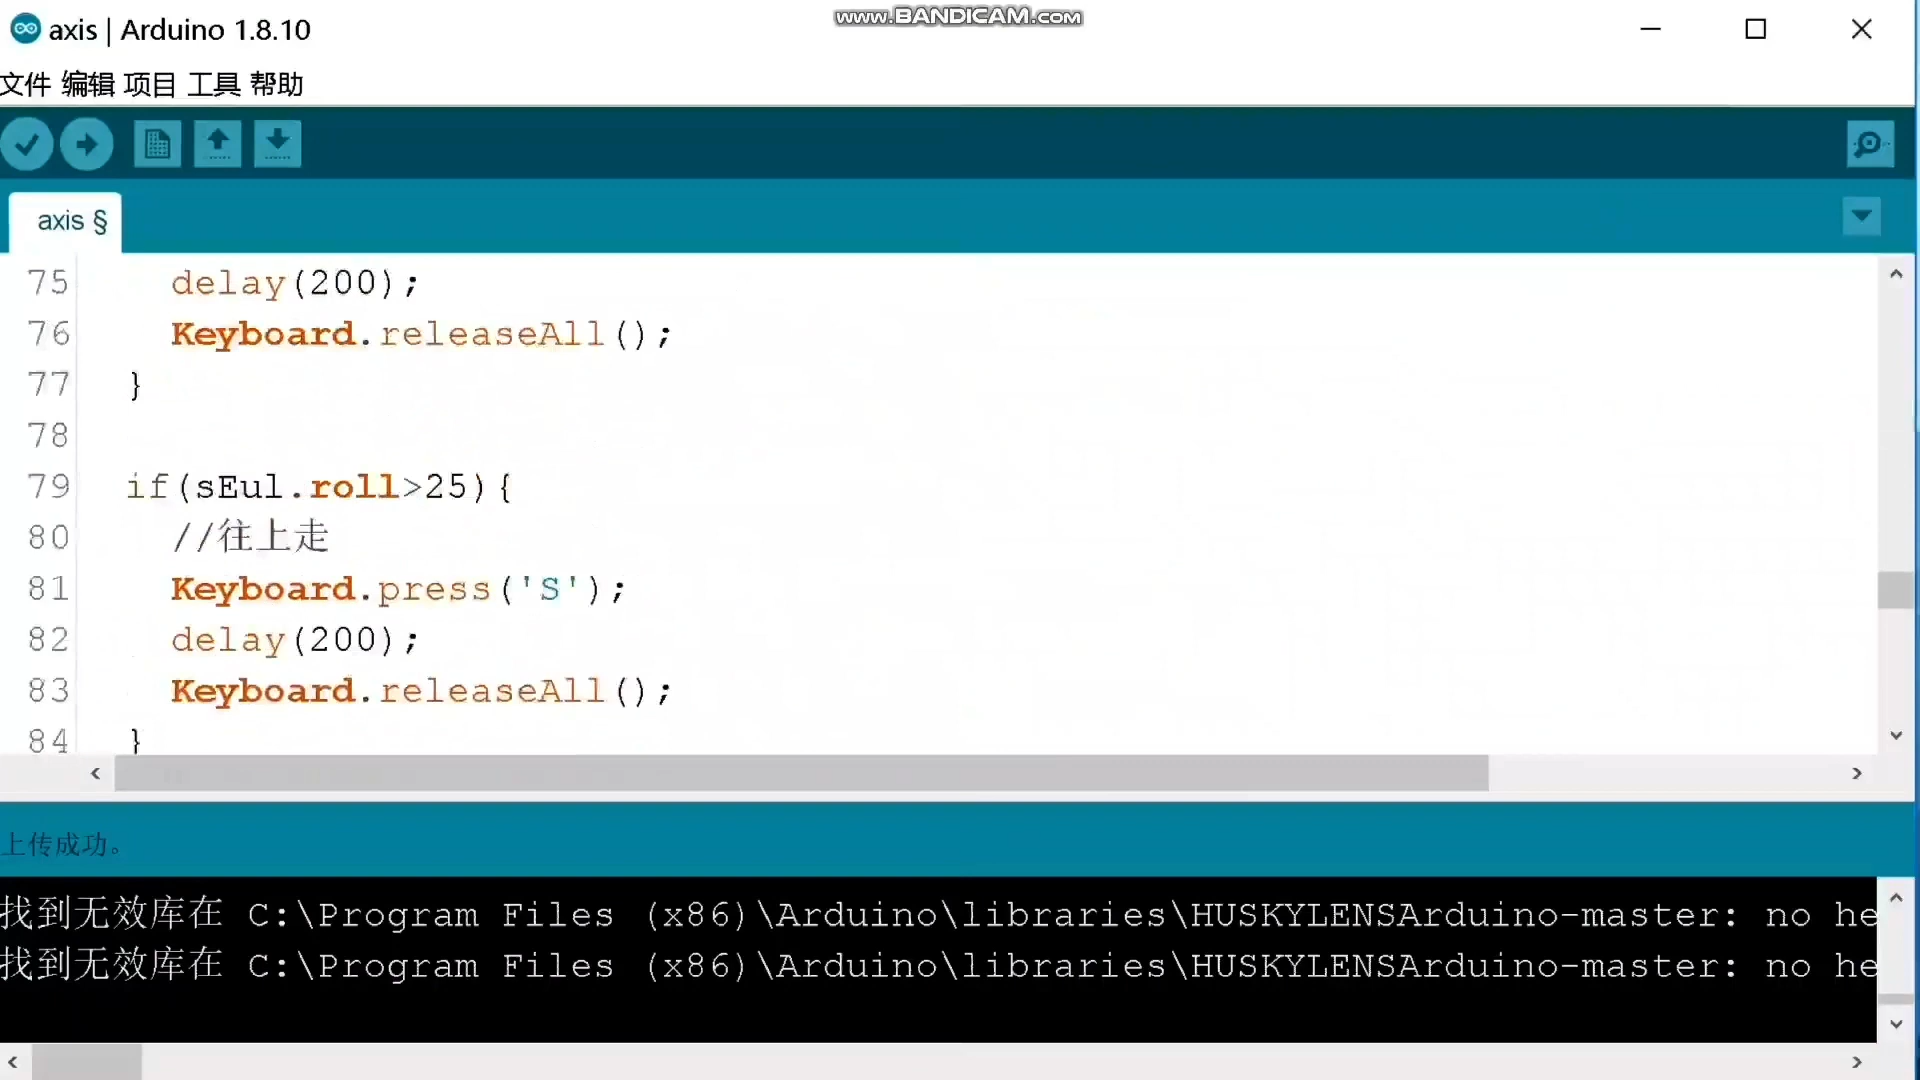 www.BANDICAM.com
axis | Arduino 1.8.10
文件 编辑 项目 工具 帮助
axis §
75 delay(200);
76 Keyboard.releaseAll();
77 }
78
79 if(sEul.roll>25){
80 //往上走
81 Keyboard.press('S');
82 delay(200);
83 Keyboard.releaseAll();
84 }
上传成功。
找到无效库在 C:\Program Files (x86)\Arduino\libraries\HUSKYLENSArduino-master: no he
找到无效库在 C:\Program Files (x86)\Arduino\libraries\HUSKYLENSArduino-master: no he